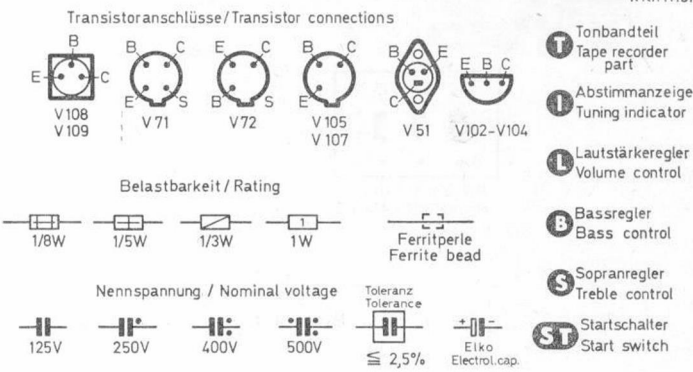 Transistoranschlüsse/Transistor connections
B
E C
V108
V109
B C
E S
V71
E C
B S
V72
B C
E
V105
V107
B E
C
V51
E B C
V102-V104
Belastbarkeit/Rating
1/8W
1/5W
1/3W
1
1W
Ferritperle
Ferrite bead
Nennspannung / Nominal voltage
125V
250V
400V
500V
Toleranz
Tolerance
≦ 2,5%
+ -
Elko
Electrol.cap.
T Tonbandteil
Tape recorder
part
I Abstimmanzeige
Tuning indicator
L Lautstärkeregler
Volume control
B Bassregler
Bass control
S Sopranregler
Treble control
ST Startschalter
Start switch